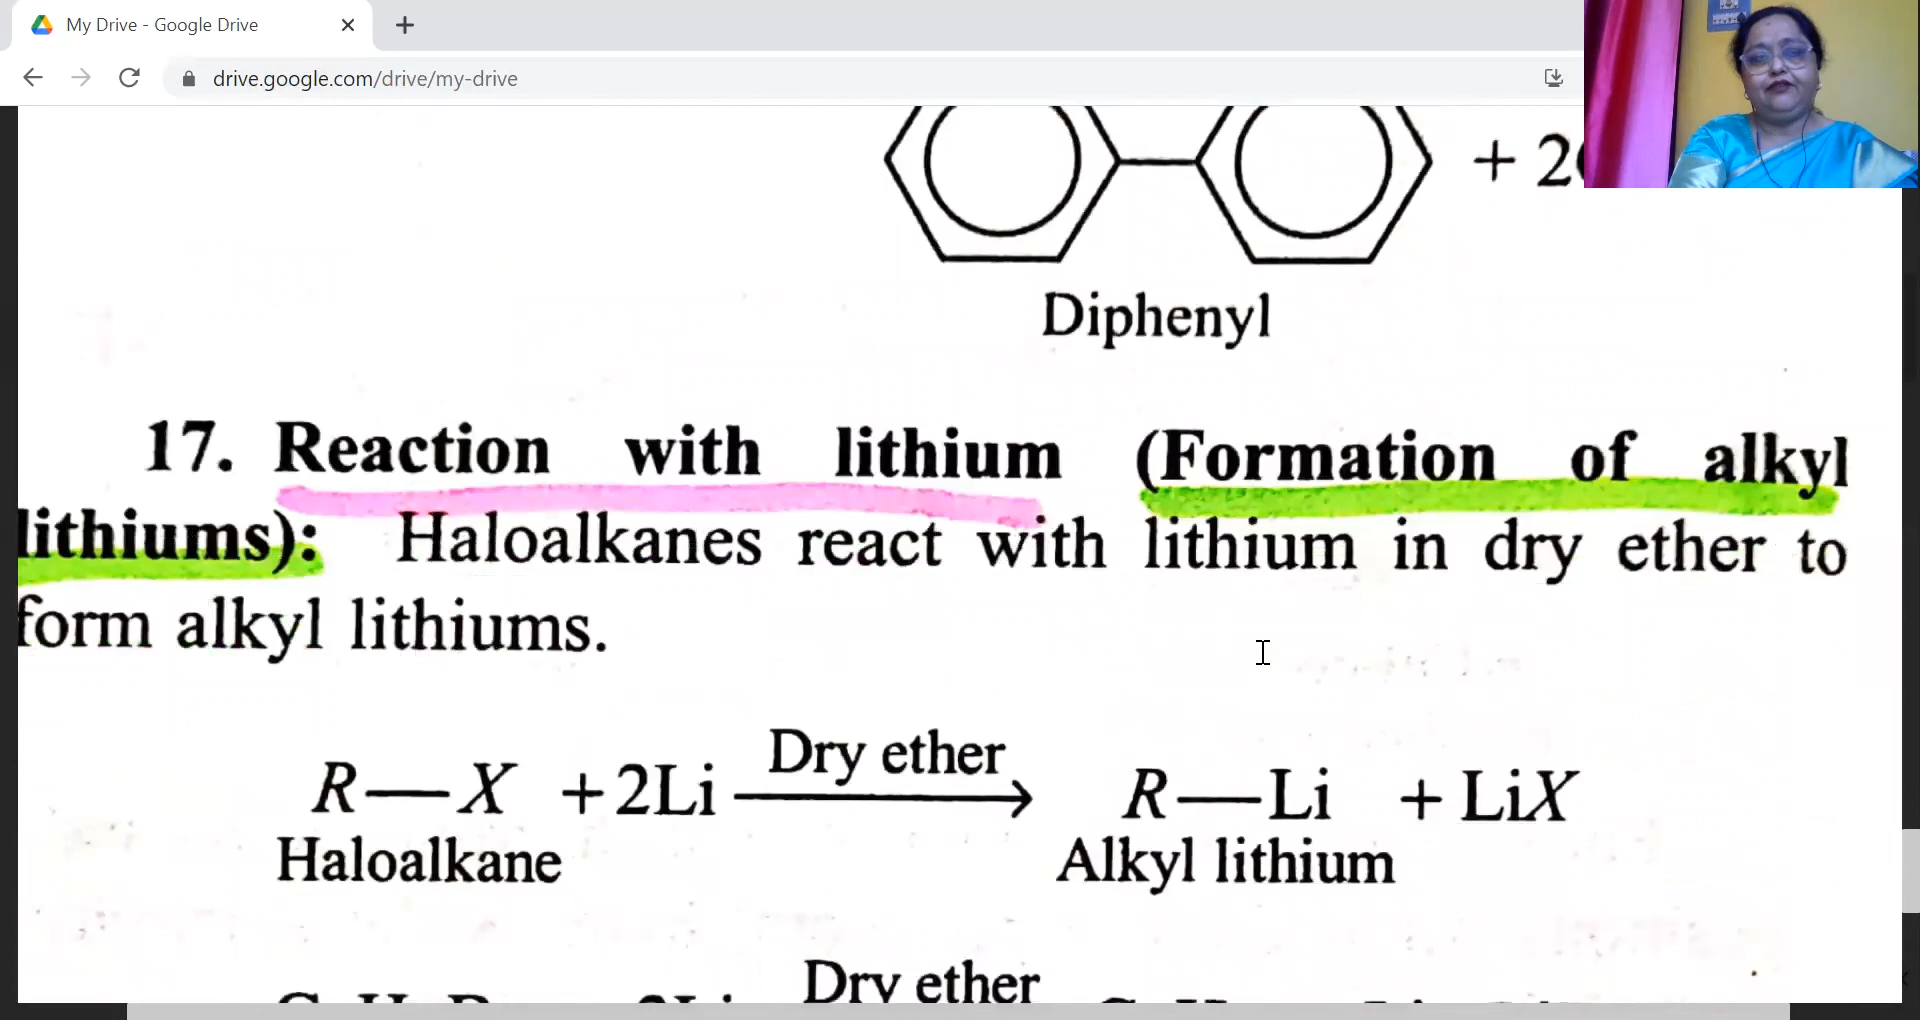 My Drive - Google Drive
drive.google.com/drive/my-drive
+ 2
Diphenyl
17. Reaction with lithium (Formation of alkyl
lithiums): Haloalkanes react with lithium in dry ether to
form alkyl lithiums.
Dry ether
R—X + 2Li → R—Li + LiX
Haloalkane Alkyl lithium
Dry ether